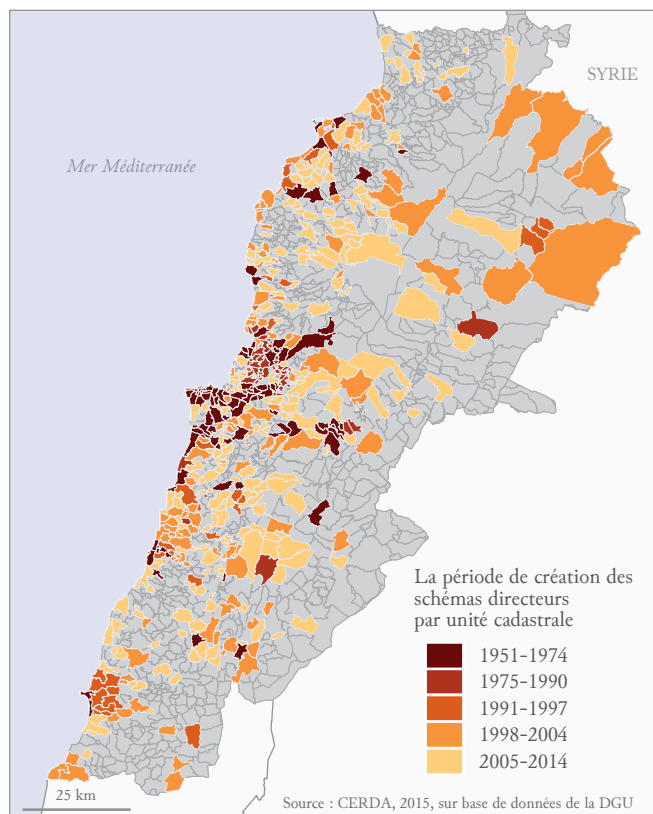 SYRIE
Mer Méditerranée
La période de création des
schémas directeurs
par unité cadastrale
1951-1974
1975-1990
1991-1997
1998-2004
2005-2014
25 km
Source : CERDA, 2015, sur base de données de la DGU